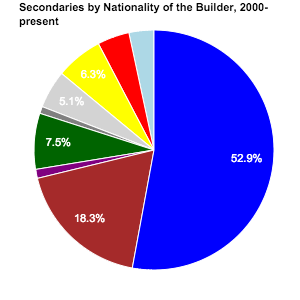 Secondaries by Nationality of the Builder, 2000-
present
6.3%
5.1%
7.5%
52.9%
18.3%